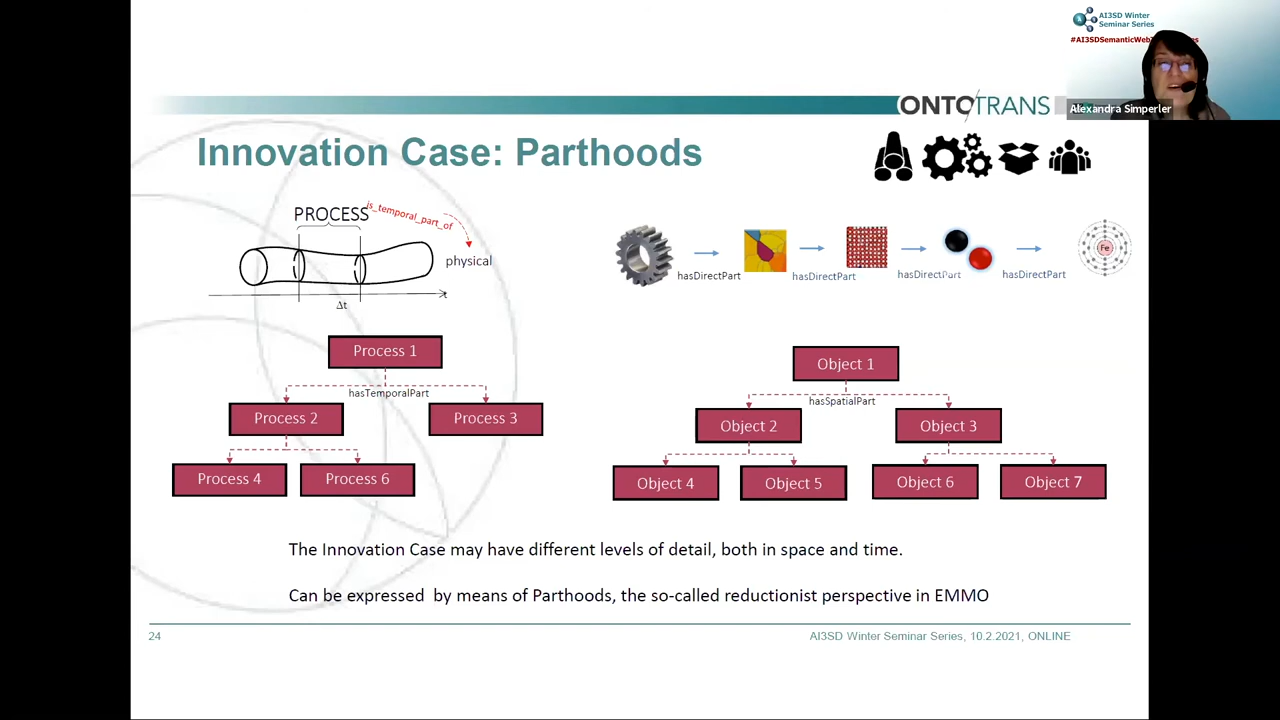 AI3SD Winter
Seminar Series
Alexandra Simperler
ONTOTRANS
Innovation Case: Parthoods
PROCESS
is_temporal_part_of
physical
t
Δt
hasDirectPart
hasDirectPart
hasDirectPart
hasDirectPart
Fe
Process 1
hasTemporalPart
Process 2
Process 3
Process 4
Process 6
Object 1
hasSpatialPart
Object 2
Object 3
Object 4
Object 5
Object 6
Object 7
The Innovation Case may have different levels of detail, both in space and time.
Can be expressed by means of Parthoods, the so-called reductionist perspective in EMMO
24
AI3SD Winter Seminar Series, 10.2.2021, ONLINE